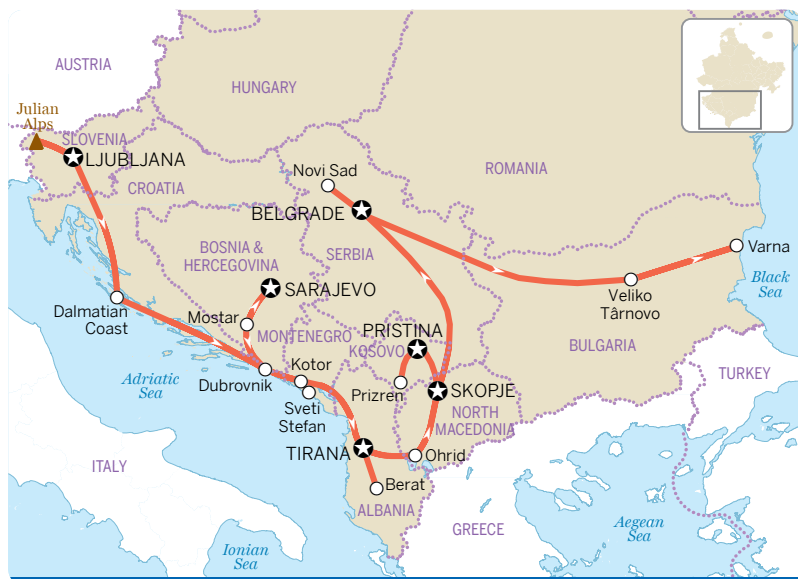 AUSTRIA
HUNGARY
Julian
Alps
SLOVENIA
LJUBLJANA
CROATIA
ROMANIA
Novi Sad
BELGRADE
BOSNIA &
HERCEGOVINA
SERBIA
Varna
Black
Sea
SARAJEVO
Veliko
Târnovo
Dalmatian
Coast
Mostar
MONTENEGRO
PRISTINA
KOSOVO
BULGARIA
Kotor
Adriatic
Sea
Dubrovnik
TURKEY
Prizren
SKOPJE
Sveti
Stefan
NORTH
MACEDONIA
TIRANA
Ohrid
ITALY
Berat
ALBANIA
GREECE
Aegean
Sea
Ionian
Sea